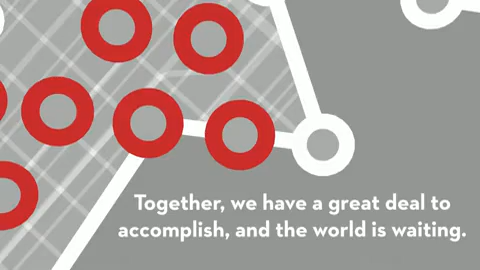 Together, we have a great deal to
accomplish, and the world is waiting.